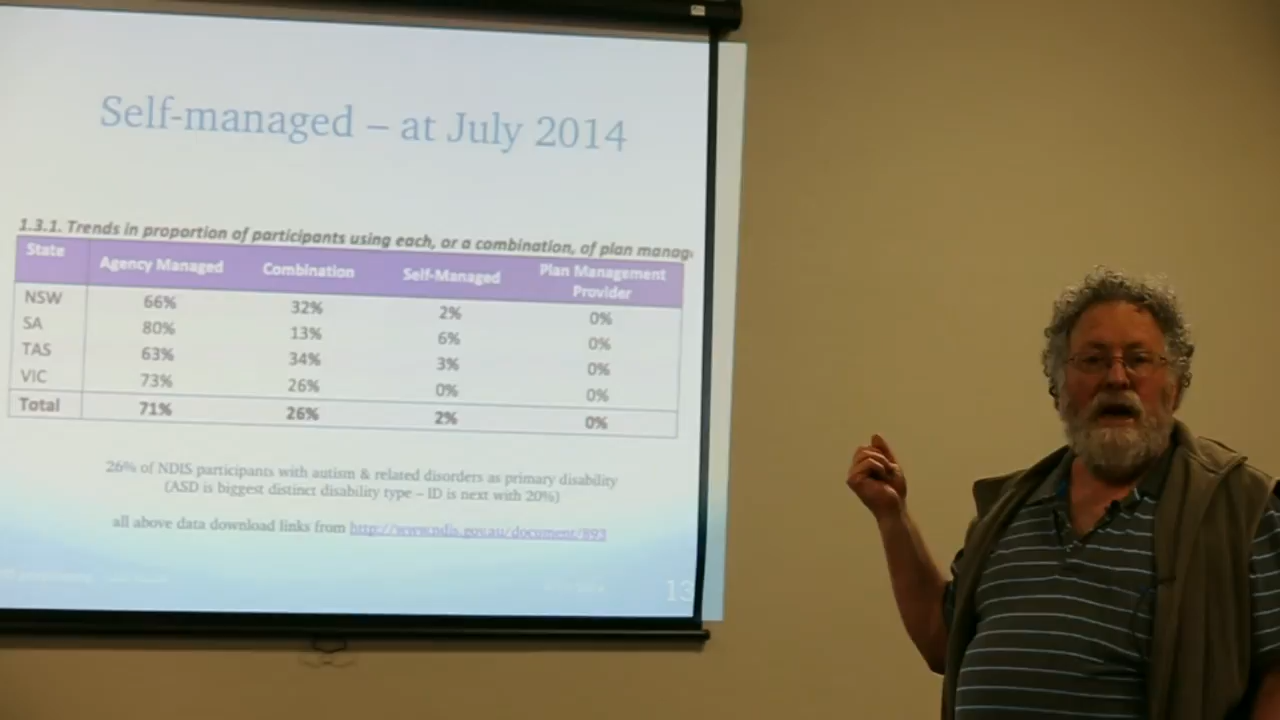 Self-managed – at July 2014
1.3.1. Trends in proportion of participants using each, or a combination, of plan manag
State Agency Managed Combination Self-Managed Plan Management Provider
NSW 66% 32% 2% 0%
SA 80% 13% 6% 0%
TAS 63% 34% 3% 0%
VIC 73% 26% 0% 0%
Total 71% 26% 2% 0%
26% of NDIS participants with autism & related disorders as primary disability
(ASD is biggest distinct disability type – ID is next with 20%)
all above data download links from http://www.ndis.gov.au/document/893
13